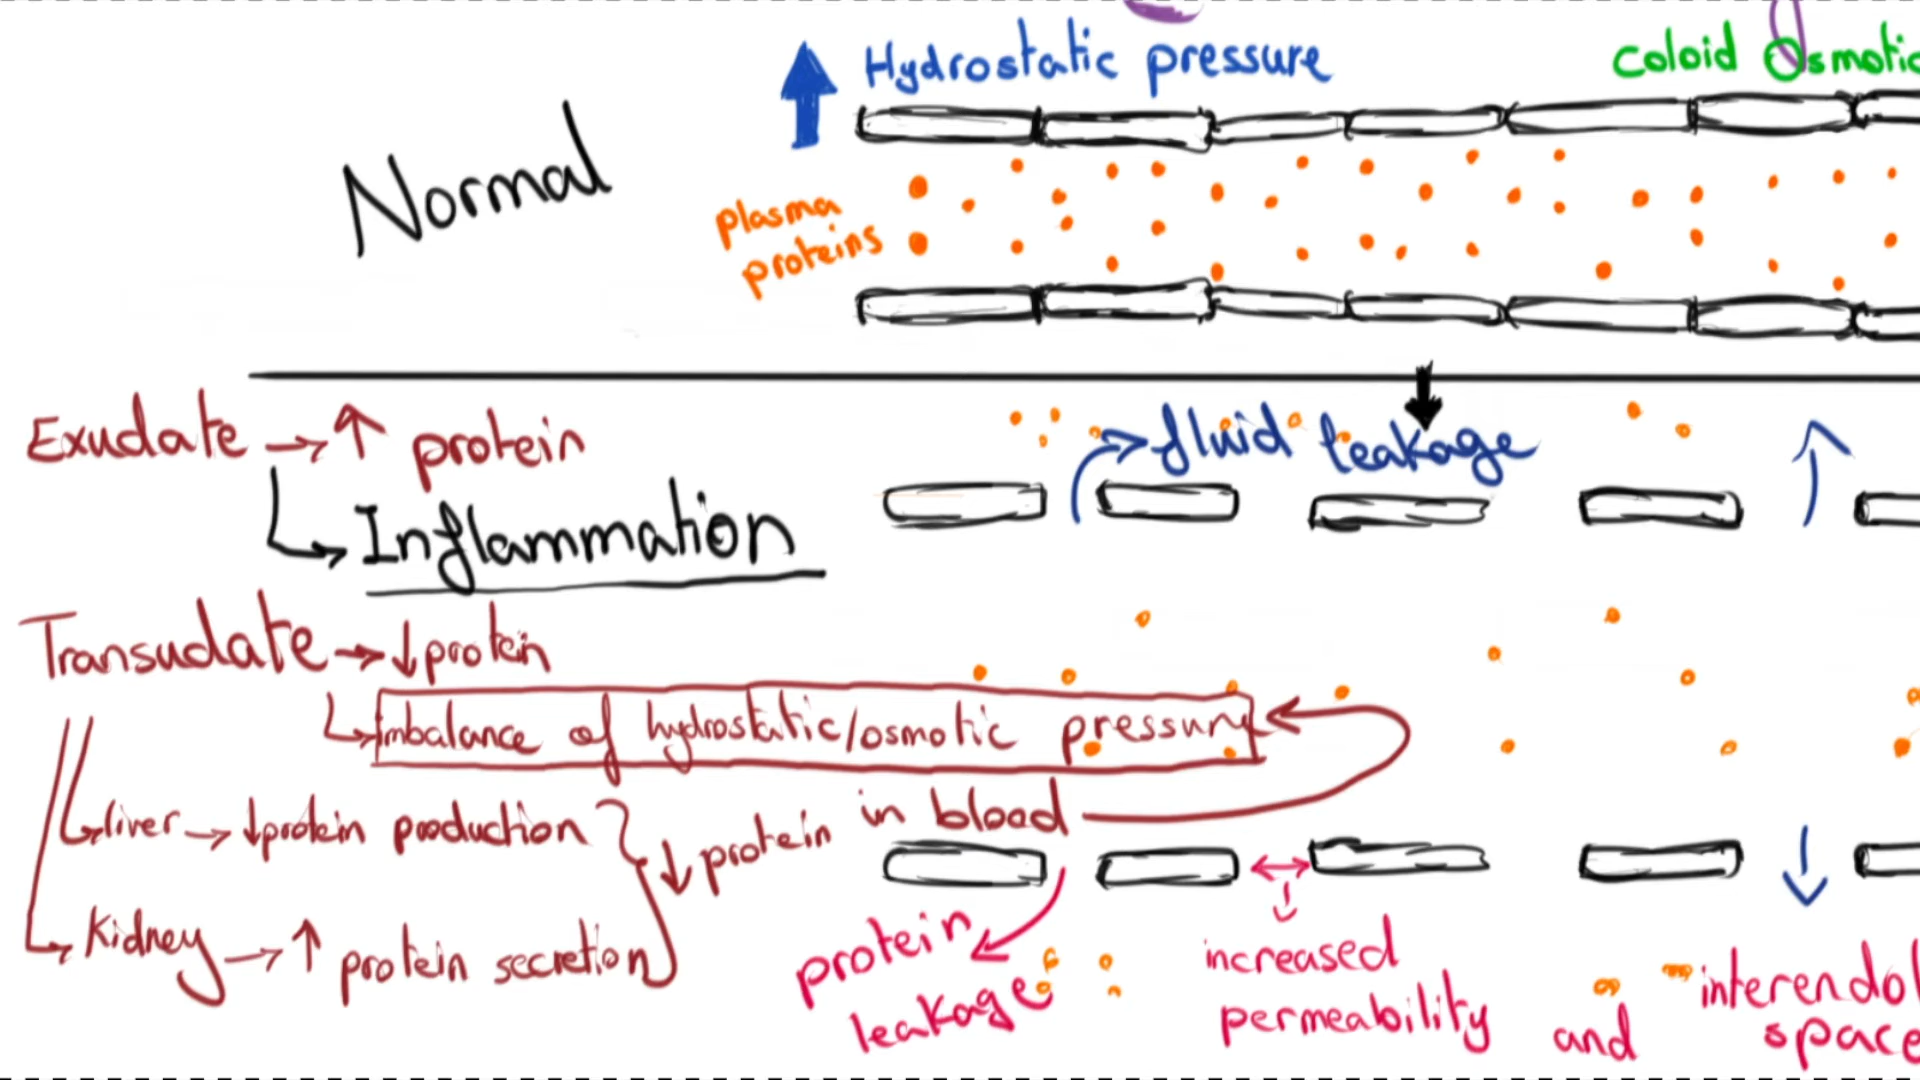 Hydrostatic pressure
coloid Osmotic
Normal
plasma
proteins
Exudate → ↑ protein
Inflammation
fluid leakage
Transudate → ↓ protein
imbalance of hydrostatic/osmotic pressure
liver → ↓ protein production
↓ protein in blood
Kidney → ↑ protein secretion
protein
leakage
increased
permeability
and
space